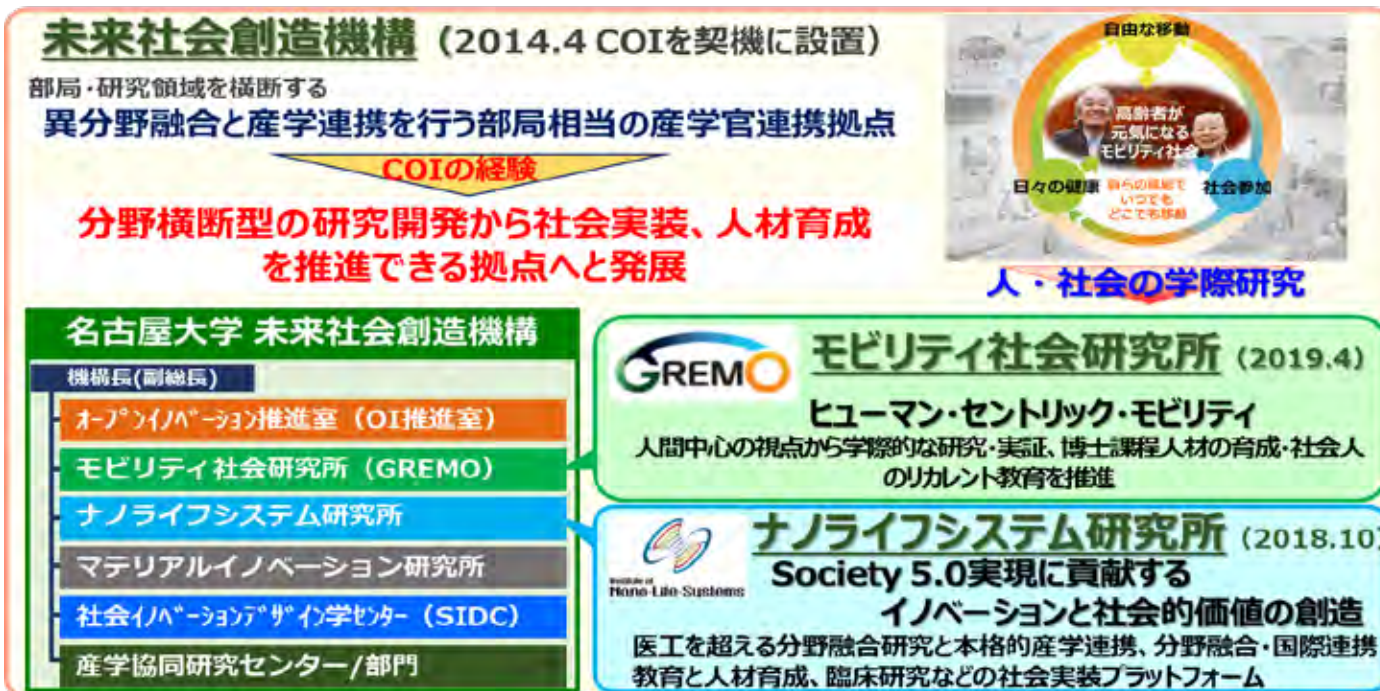 未来社会創造機構（2014.4 COIを契機に設置）
部局・研究領域を横断する
異分野融合と産学連携を行う部局相当の産学官連携拠点
COIの経験
分野横断型の研究開発から社会実装、人材育成
を推進できる拠点へと発展
自由な移動
高齢者が
元気になる
モビリティ社会
日々の健康
社会参加
自らの意思で
いつでも
どこでも移動
人・社会の学際研究
名古屋大学 未来社会創造機構
機構長(副総長)
ｵｰﾌﾟﾝｲﾉﾍﾞｰｼｮﾝ推進室（OI推進室）
モビリティ社会研究所（GREMO）
ナノライフシステム研究所
マテリアルイノベーション研究所
社会ｲﾉﾍﾞｰｼｮﾝﾃﾞｻﾞｲﾝ学ｾﾝﾀｰ（SIDC）
産学協同研究センター/部門
GREMO
モビリティ社会研究所（2019.4）
ヒューマン・セントリック・モビリティ
人間中心の視点から学際的な研究・実証、博士課程人材の育成・社会人
のリカレント教育を推進
Institute of
Nano-Life-Systems
ナノライフシステム研究所（2018.10）
Society 5.0実現に貢献する
イノベーションと社会的価値の創造
医工を超える分野融合研究と本格的産学連携、分野融合・国際連携
教育と人材育成、臨床研究などの社会実装プラットフォーム